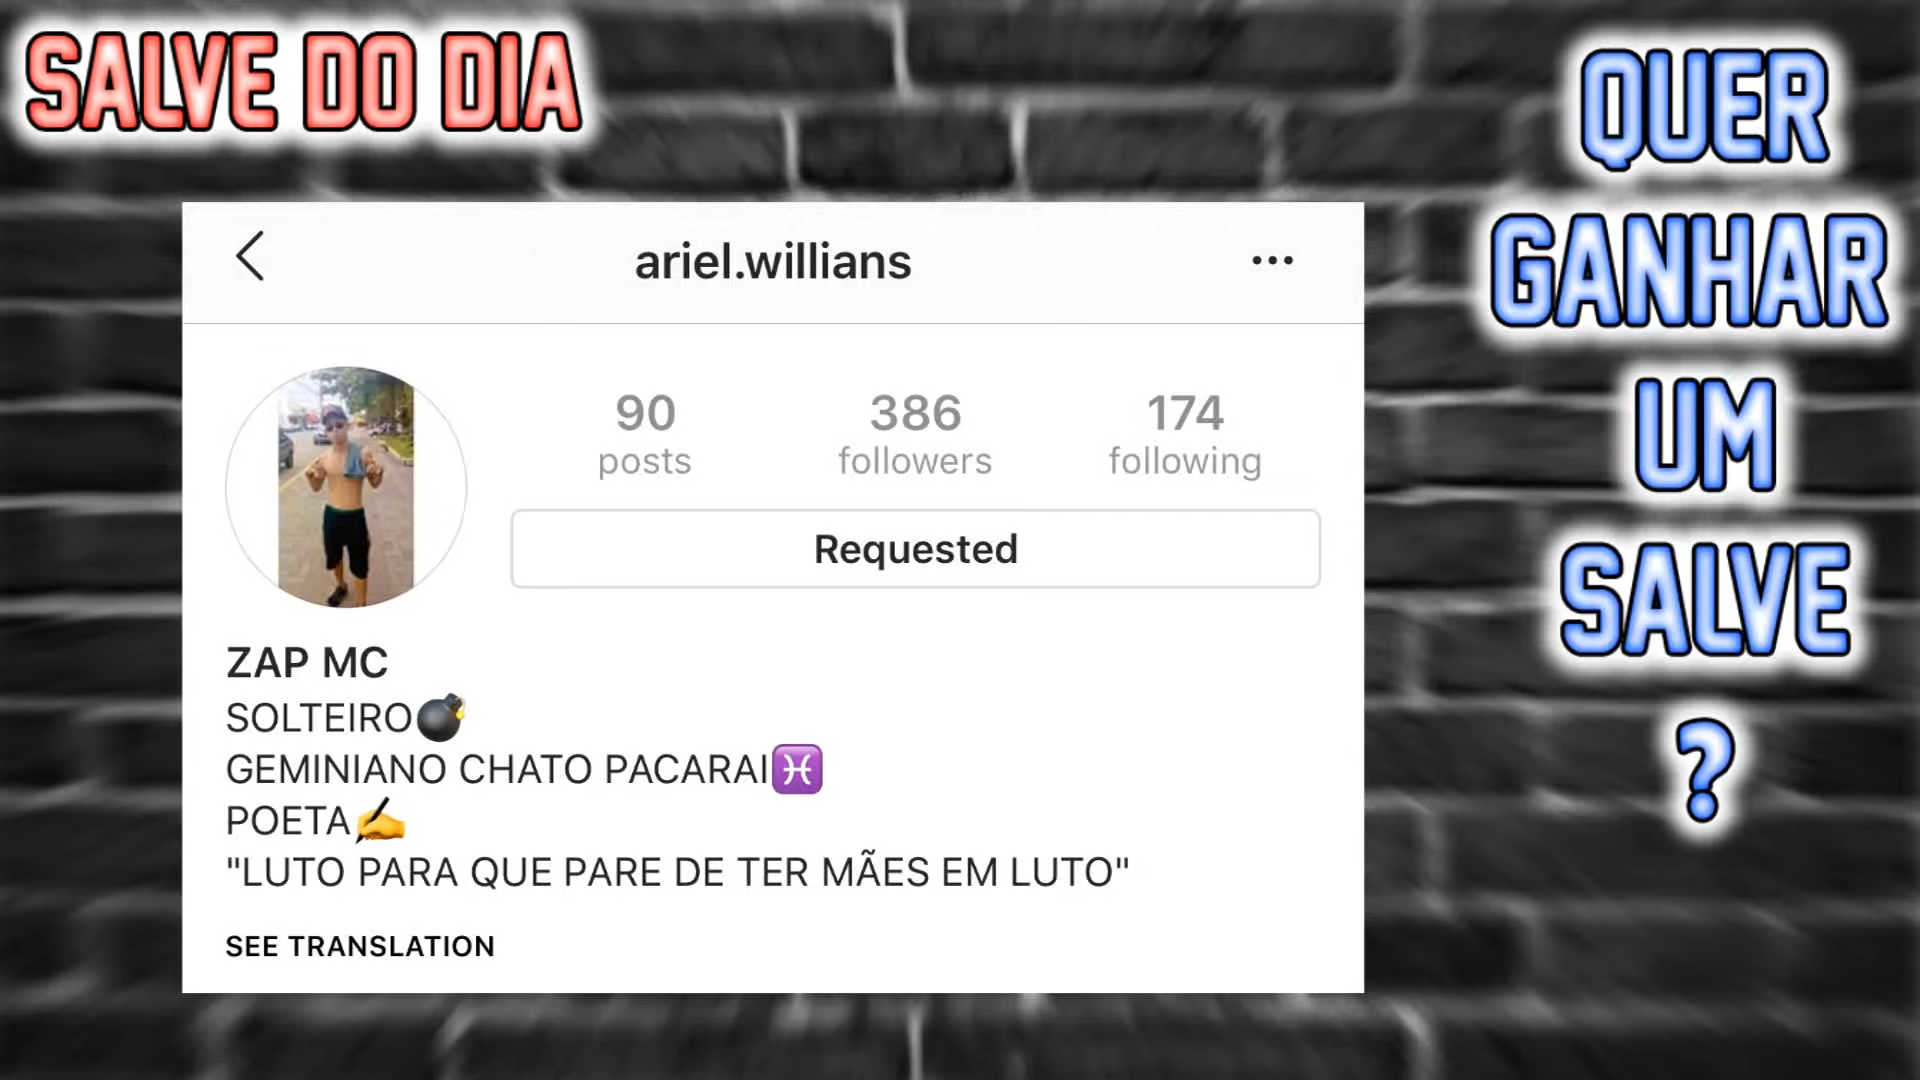 SALVE DO DIA
QUER
GANHAR
UM
SALVE
?
ariel.willians
90 386 174
posts followers following
Requested
ZAP MC
SOLTEIRO💣
GEMINIANO CHATO PACARAI♓
POETA✍
"LUTO PARA QUE PARE DE TER MÃES EM LUTO"
SEE TRANSLATION